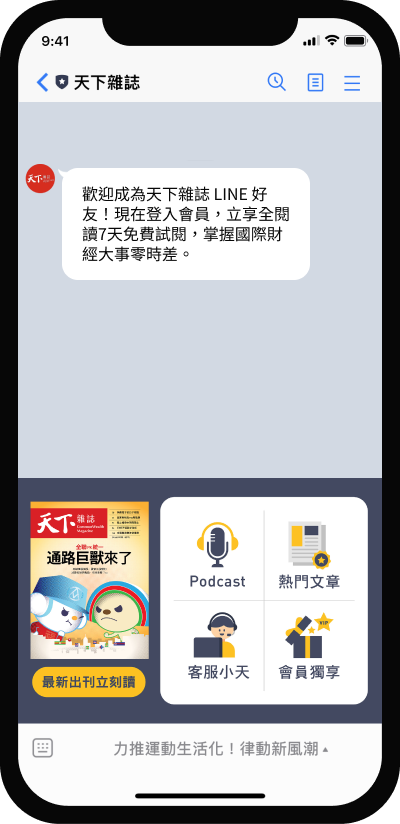 9:41
天下雜誌
天下雜誌
歡迎成為天下雜誌 LINE 好
友！現在登入會員，立享全閱
讀7天免費試閱，掌握國際財
經大事零時差。
天下 雜誌
CommonWealth
Magazine
通路巨獸來了
最新出刊立刻讀
Podcast
熱門文章
客服小天
VIP
會員獨享
力推運動生活化！律動新風潮 ▲